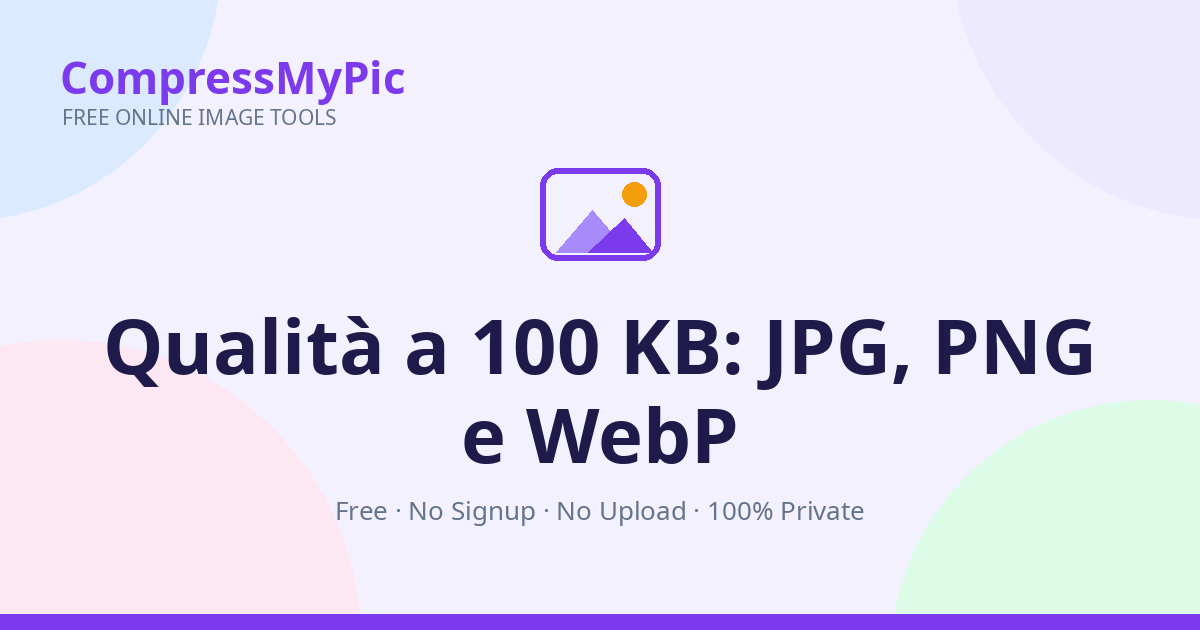 CompressMyPic
FREE ONLINE IMAGE TOOLS
Qualità a 100 KB: JPG, PNG
e WebP
Free · No Signup · No Upload · 100% Private